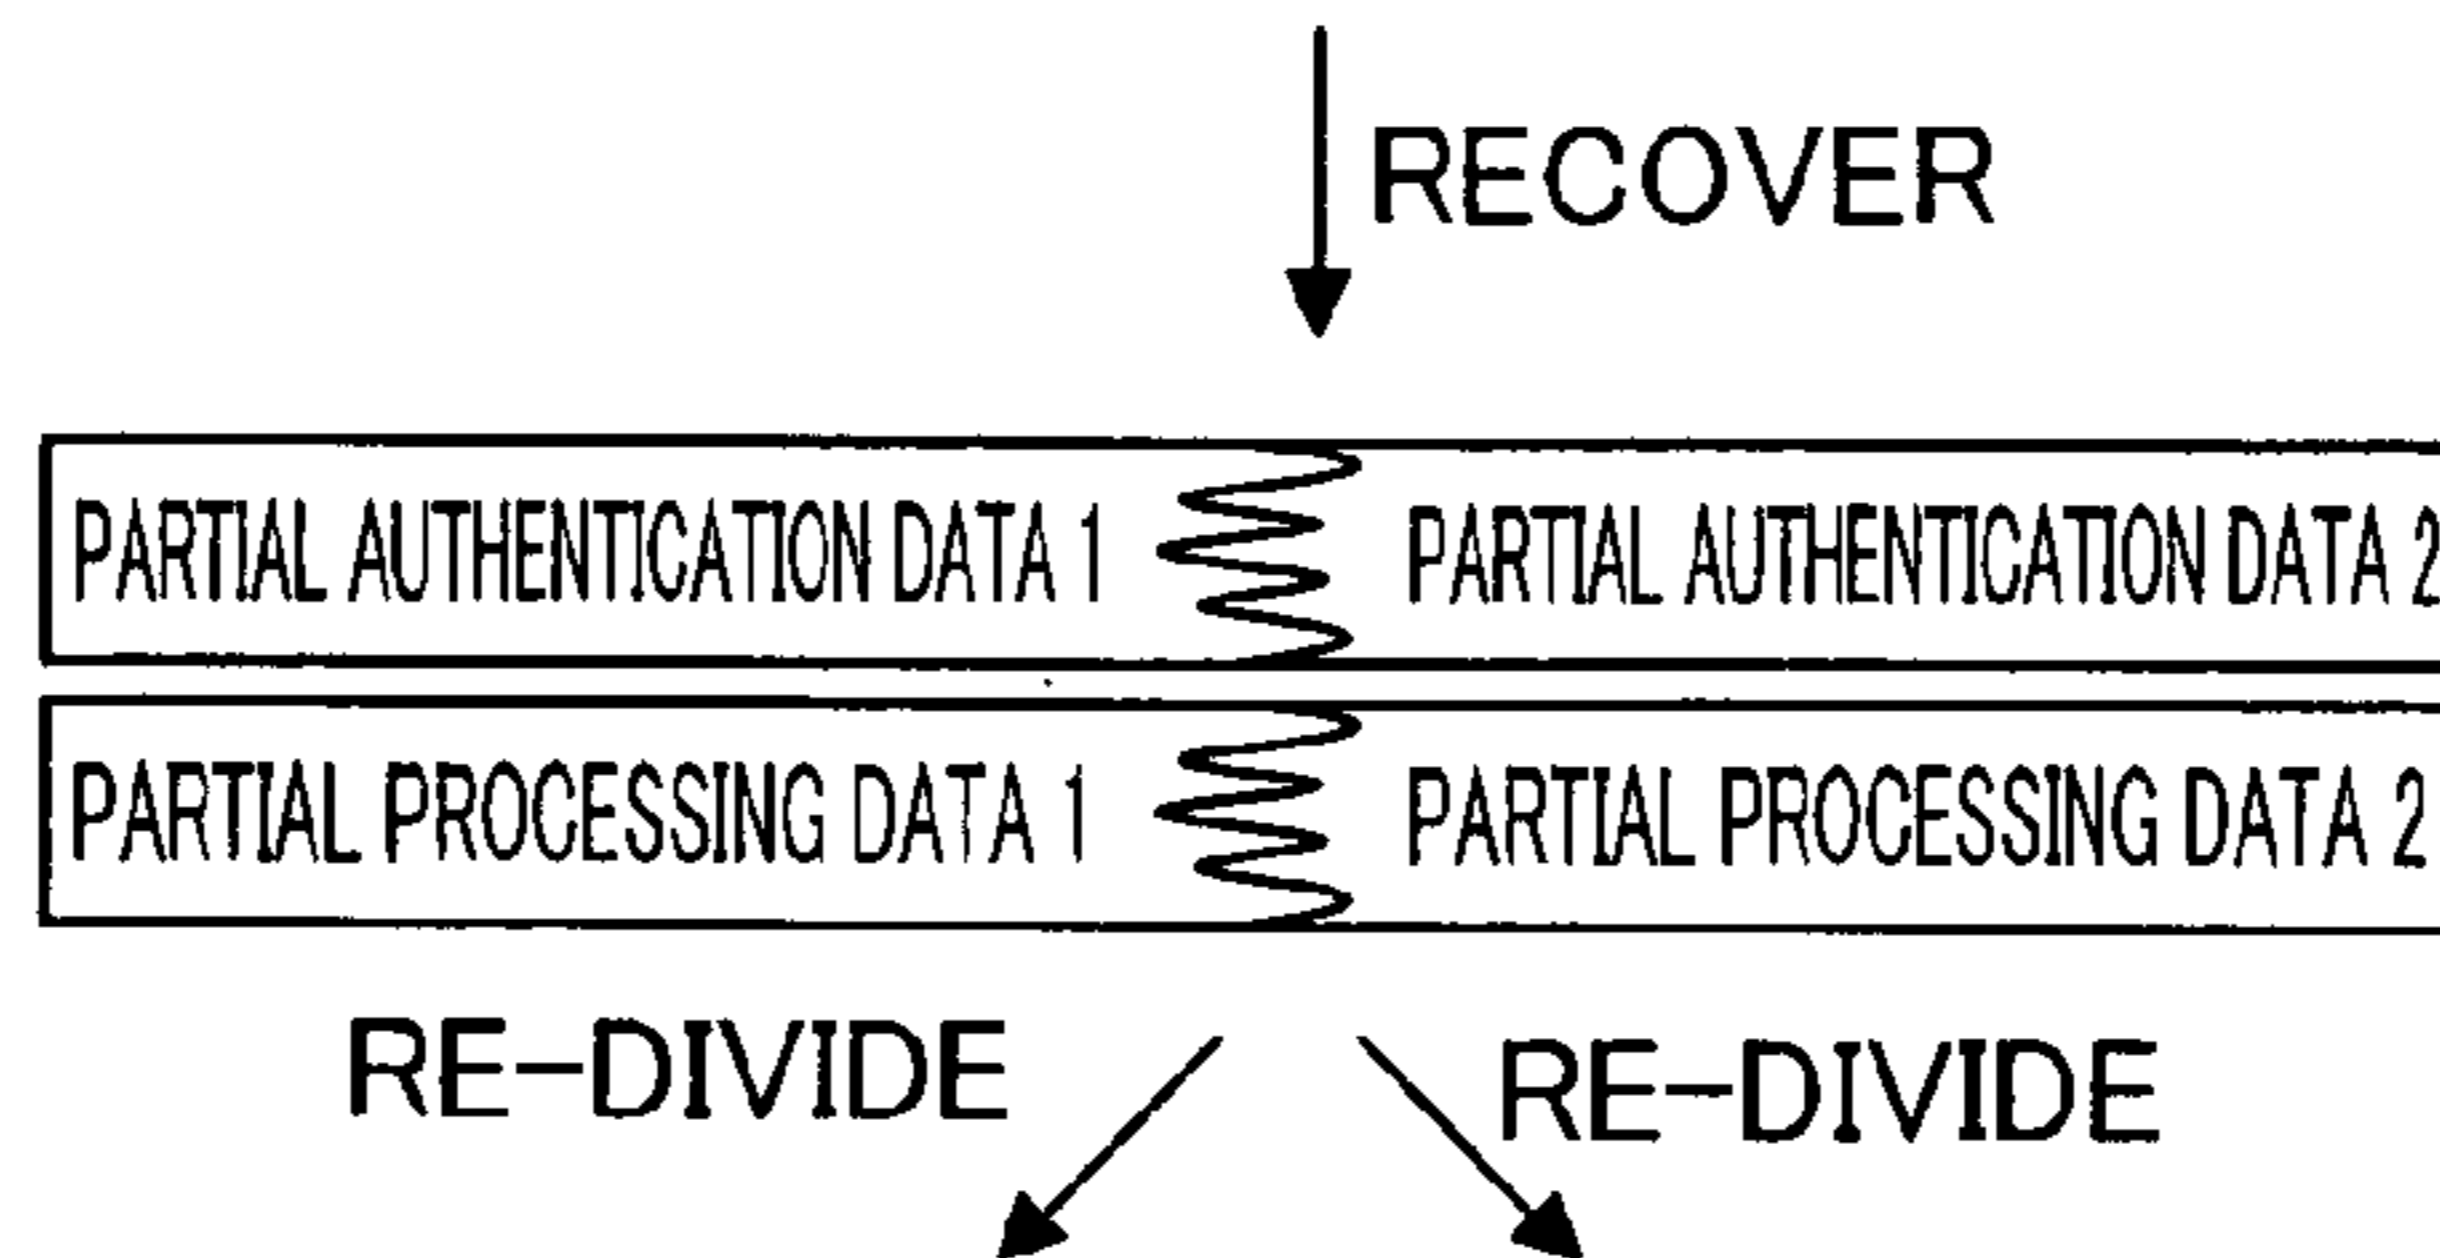 RECOVER
PARTIAL AUTHENTICATION DATA 1 PARTIAL AUTHENTICATION DATA 2
PARTIAL PROCESSING DATA 1 PARTIAL PROCESSING DATA 2
RE-DIVIDE RE-DIVIDE